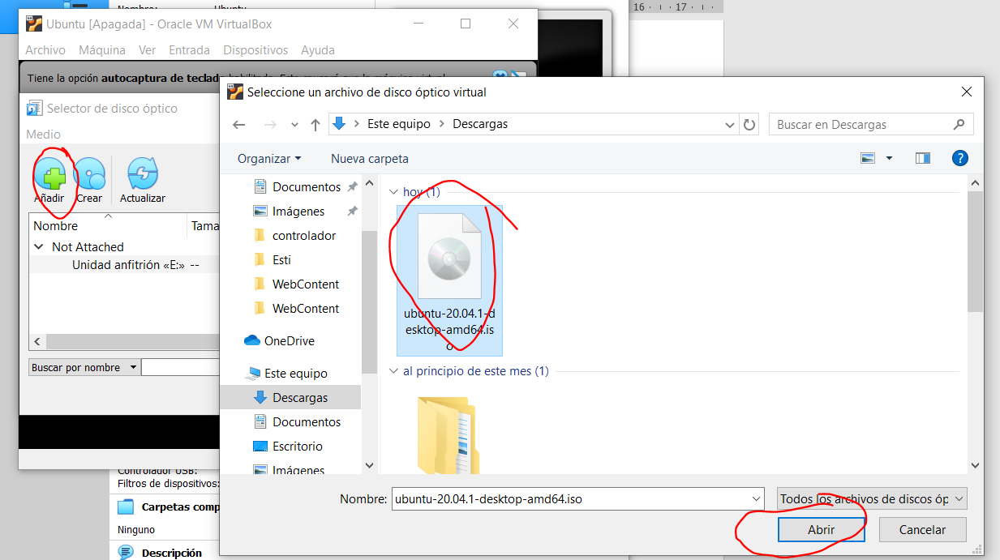 Nombre: Ubuntu
16 17
Ubuntu [Apagada] - Oracle VM VirtualBox
Archivo Máquina Ver Entrada Dispositivos Ayuda
Tiene la opción autocaptura de teclado
Selector de disco óptico
Medio
Añadir Crear Actualizar
Nombre Tama
Not Attached
Unidad anfitrión «E:» --
Buscar por nombre
Controlador USB:
Filtros de dispositivos:
Carpetas comp
Ninguno
Descripción
Seleccione un archivo de disco óptico virtual
Este equipo Descargas
Buscar en Descargas
Organizar Nueva carpeta
Documentos
Imágenes
controlador
Esti
WebContent
WebContent
OneDrive
Este equipo
Descargas
Documentos
Escritorio
Imágenes
hoy (1)
ubuntu-20.04.1-d
esktop-amd64.is
o
al principio de este mes (1)
Nombre: ubuntu-20.04.1-desktop-amd64.iso
Todos los archivos de discos óp
Abrir Cancelar